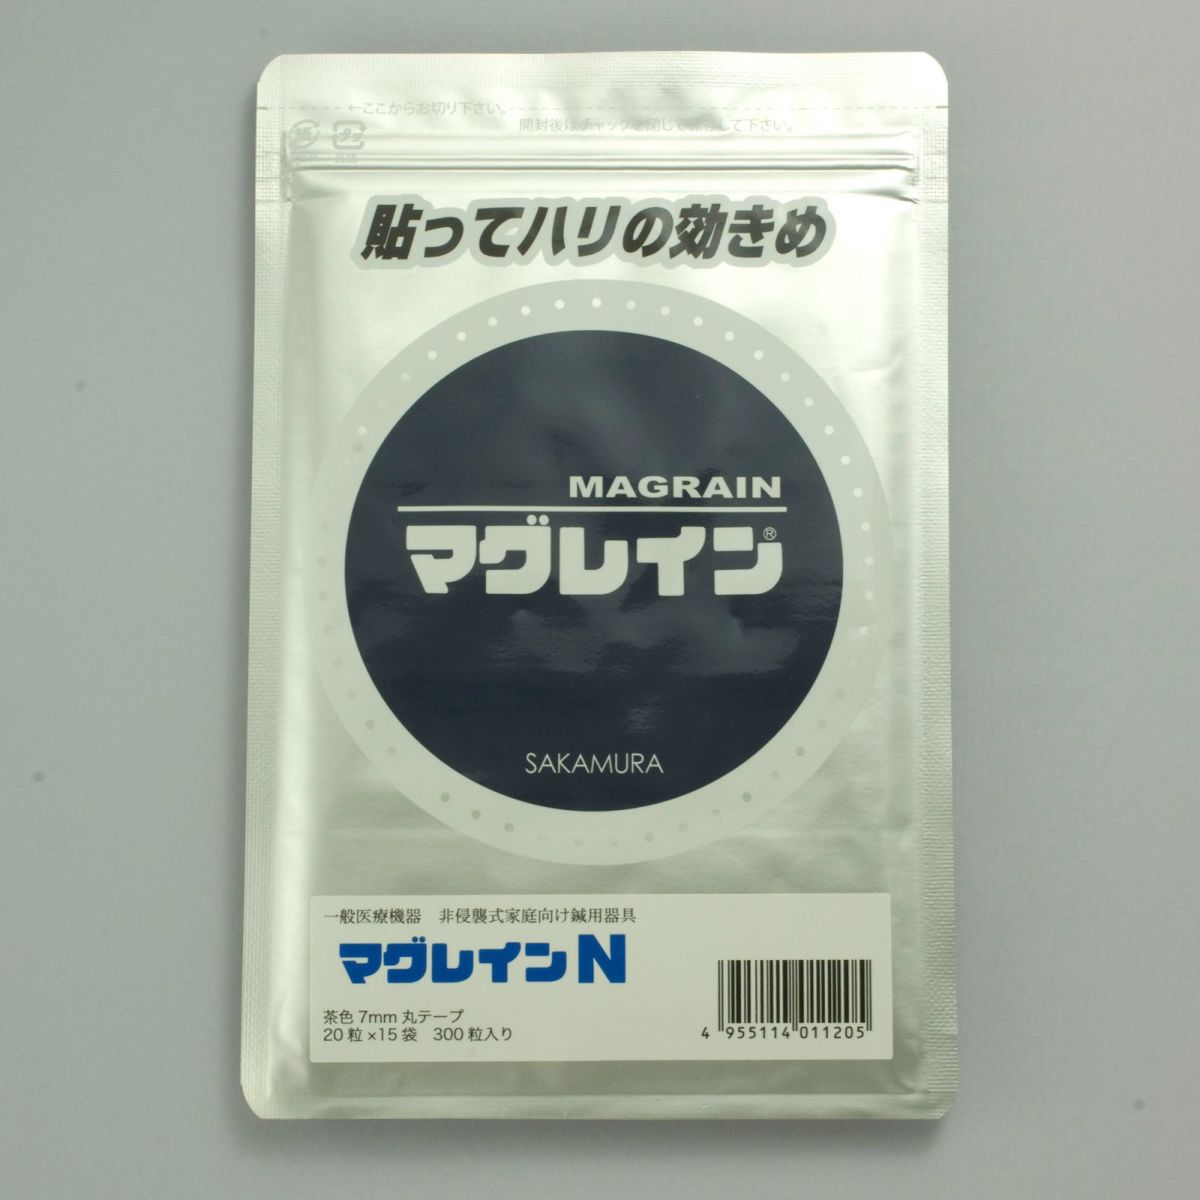 ←ここからお切り下さい。
開封後はチャックを閉じて保存して下さい。
紙
プラ
貼ってハリの効きめ
MAGRAIN
マグレイン®
SAKAMURA
一般医療機器　非侵襲式家庭向け鍼用器具
マグレインN
茶色 7mm 丸テープ
20粒×15袋　300粒入り
4 955114 011205